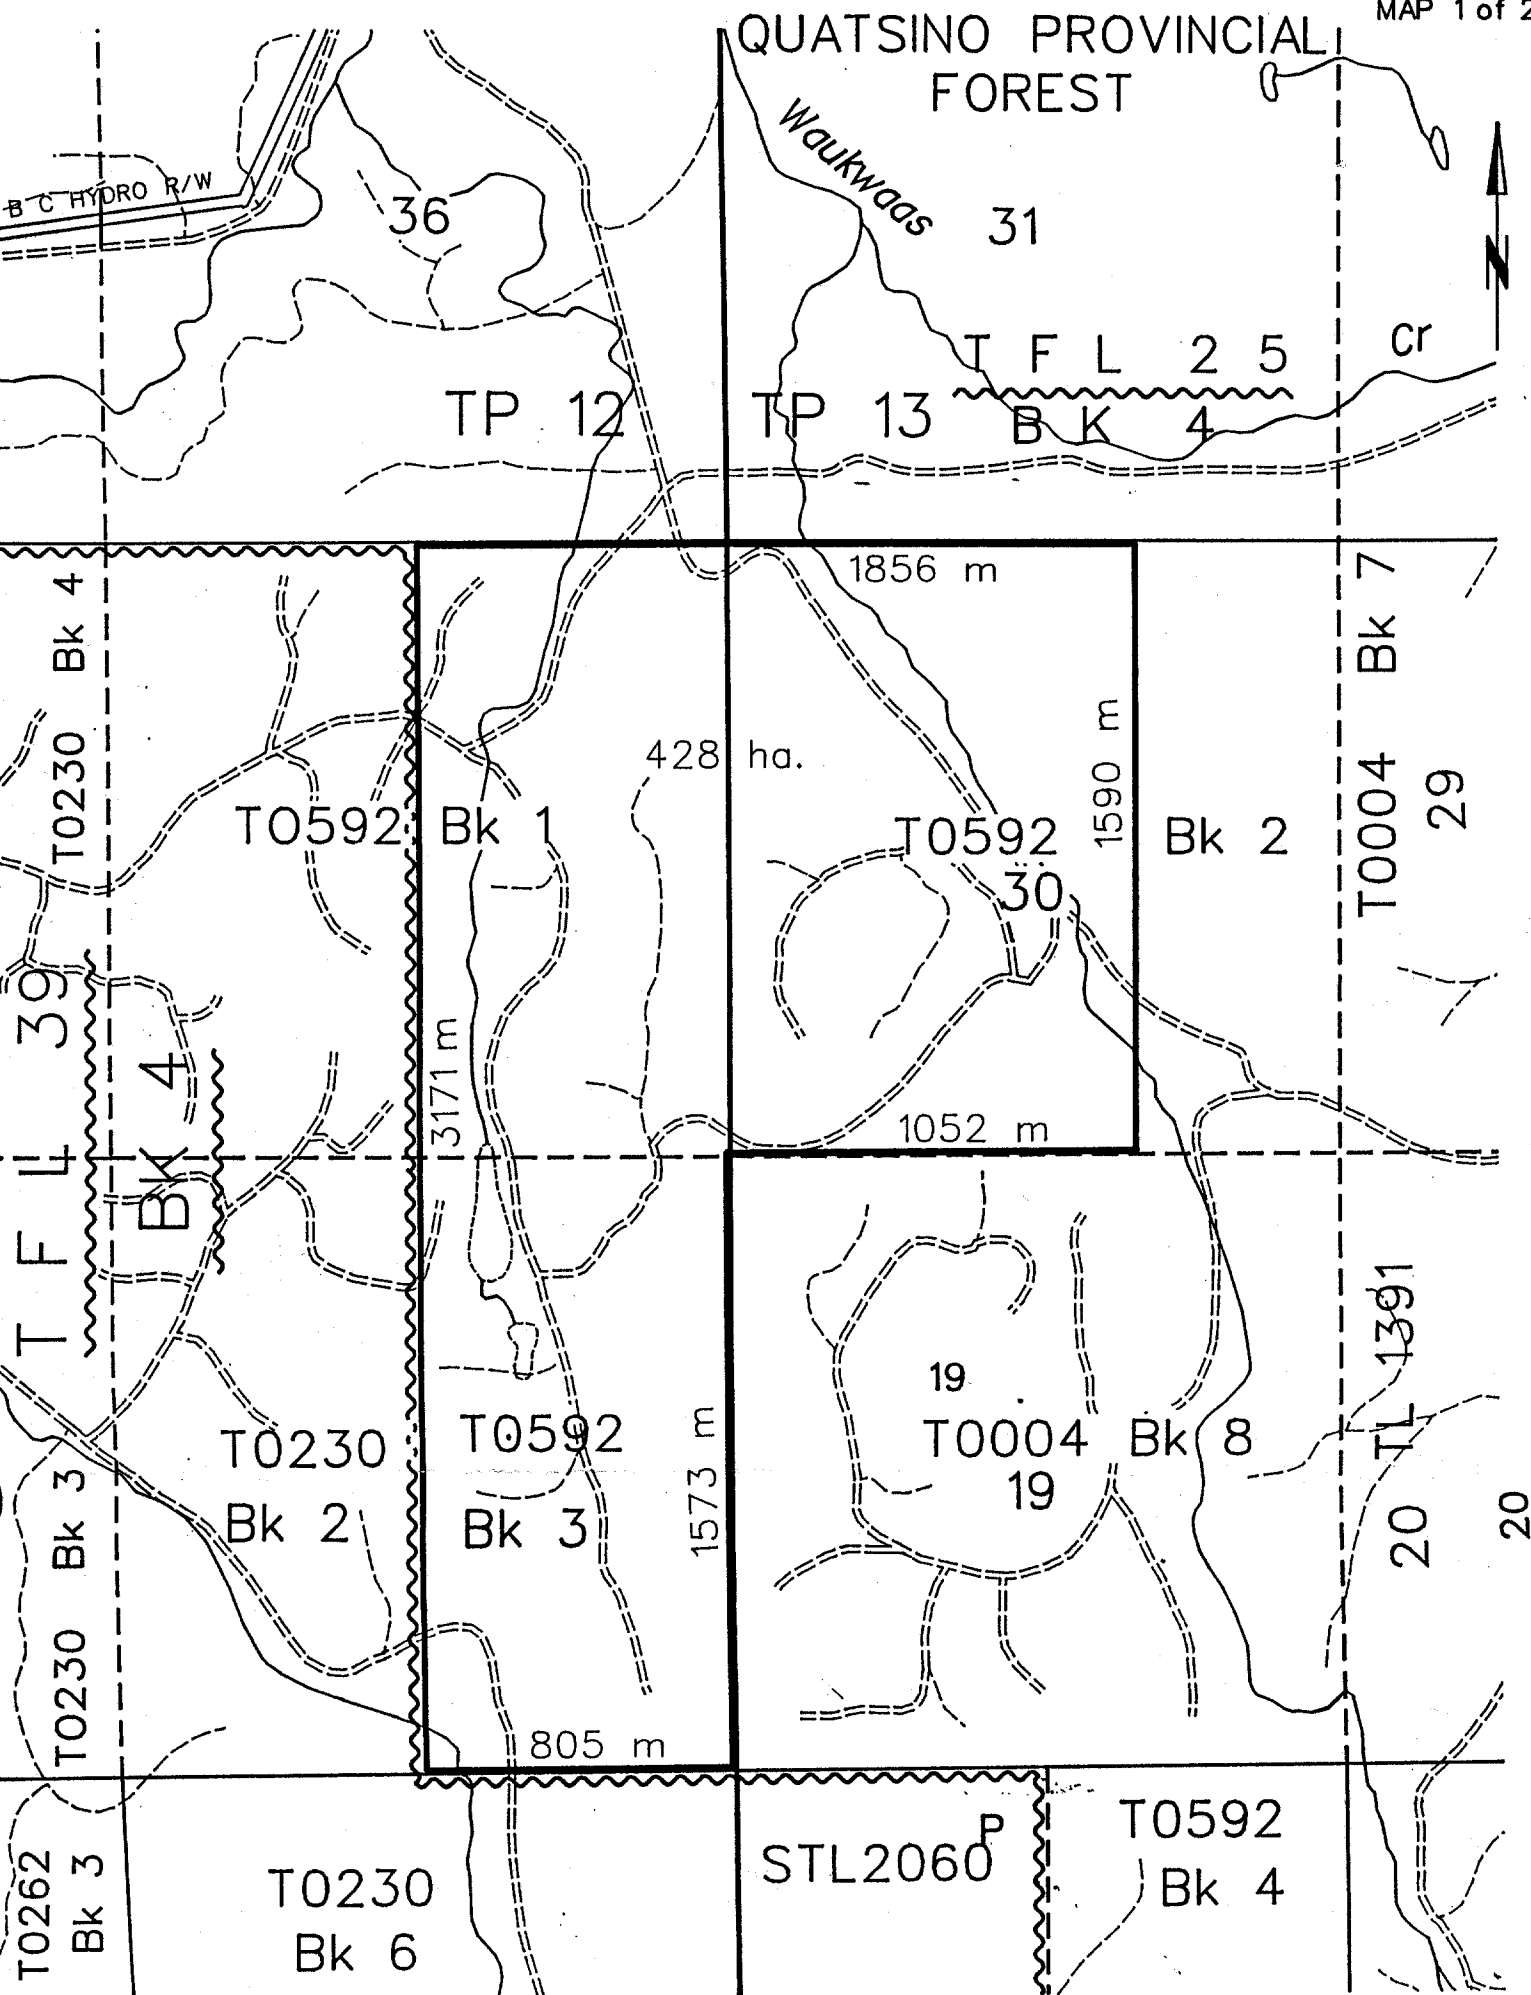 MAP 1 of 2
QUATSINO PROVINCIAL
FOREST
Waukwaas
B C HYDRO R/W
36
31
N
T F L 2 5
Cr
TP 12
TP 13
B K 4
1856 m
T0230 Bk 4
T0004 Bk 7
29
428 ha.
1590 m
T0592 Bk 1
T0592 Bk 2
30
T F L 39
BK 4
3171 m
1052 m
TL 1391
20
20
19
T0230
Bk 2
T0592
Bk 3
1573 m
T0004 Bk 8
19
T0230 Bk 3
805 m
T0262
Bk 3
T0230
Bk 6
P
STL2060
T0592
Bk 4